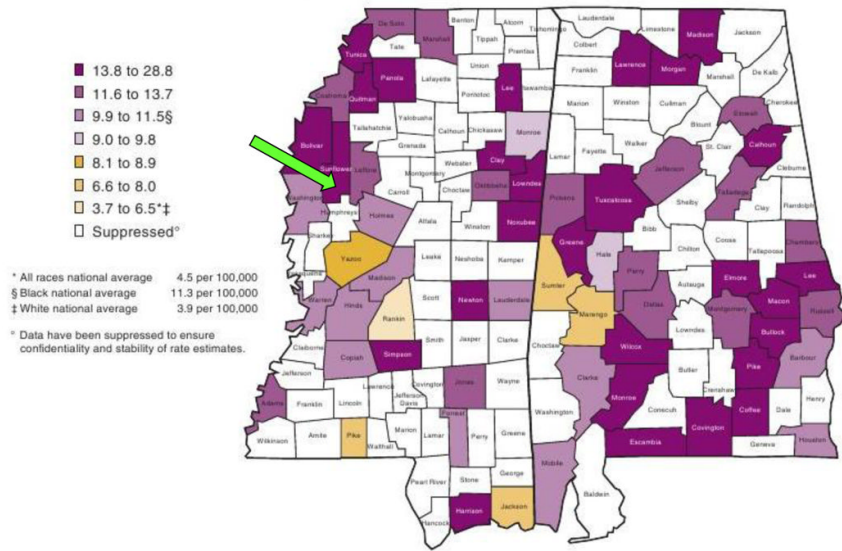 13.8 to 28.8
11.6 to 13.7
9.9 to 11.5§
9.0 to 9.8
8.1 to 8.9
6.6 to 8.0
3.7 to 6.5*‡
Suppressed°
* All races national average 4.5 per 100,000
§ Black national average 11.3 per 100,000
‡ White national average 3.9 per 100,000
° Data have been suppressed to ensure
confidentiality and stability of rate estimates.
De Soto Marshall Benton Tippah Alcorn Tishomingo
Tunica Tate Prentiss
Panola Lafayette Union Lee Itawamba
Coahoma Quitman Pontotoc
Bolivar Tallahatchie Yalobusha Calhoun Chickasaw Monroe
Sunflower Leflore Grenada Webster Clay
Washington Carroll Montgomery Choctaw Oktibbeha Lowndes
Humphreys Holmes Attala Winston Noxubee
Sharkey Yazoo Leake Neshoba Kemper
Madison
Warren Hinds Rankin Scott Newton Lauderdale
Claiborne Copiah Simpson Smith Jasper Clarke
Jefferson
Adams Franklin Lincoln Lawrence Jefferson Davis Covington Jones Wayne
Wilkinson Amite Pike Walthall Marion Lamar Forrest Perry Greene
Pearl River Stone George
Hancock Harrison Jackson
Lauderdale Limestone Madison Jackson
Colbert Lawrence Morgan
Franklin Marshall De Kalb
Marion Winston Cullman Cherokee
Blount Etowah
Lamar Fayette Walker St. Clair Calhoun
Jefferson Cleburne
Pickens Tuscaloosa Shelby Talladega Clay Randolph
Greene Hale Bibb Chilton Coosa Tallapoosa Chambers
Sumter Perry Autauga Elmore Lee
Marengo Dallas Montgomery Macon Russell
Choctaw Lowndes Bullock
Wilcox Butler Crenshaw Pike Barbour
Clarke Monroe
Washington Conecuh Covington Coffee Dale Henry
Escambia Geneva Houston
Mobile Baldwin